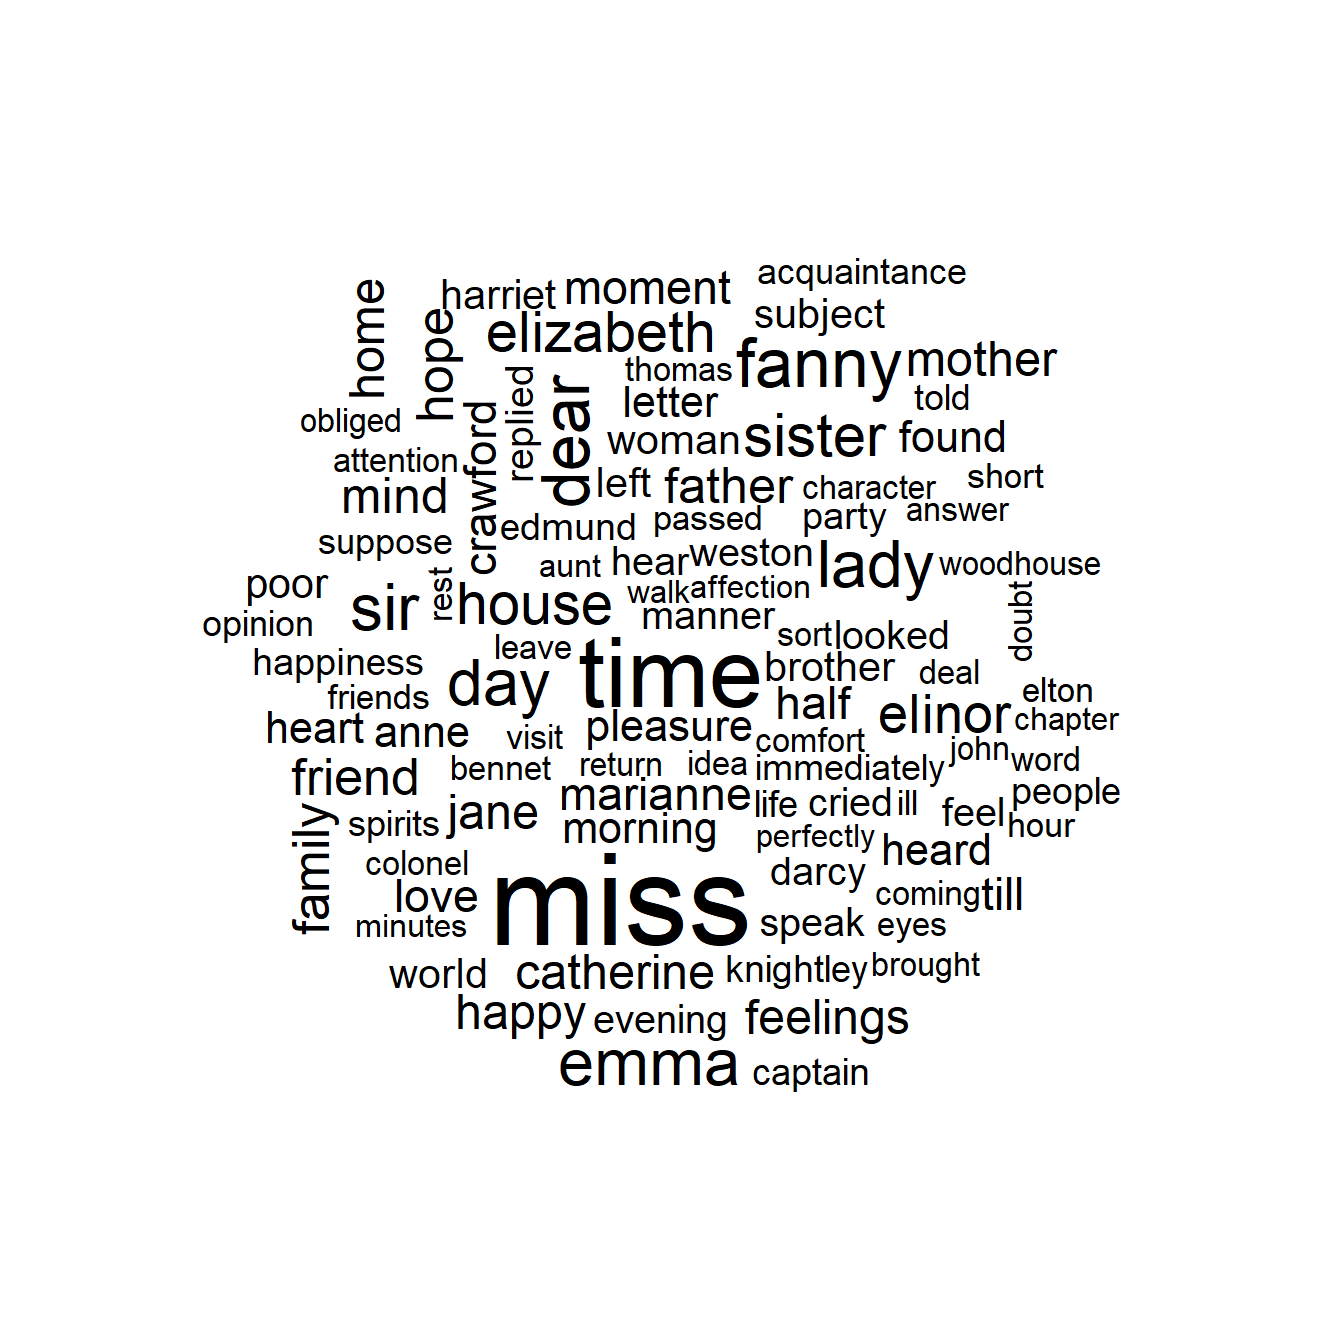 acquaintance
harriet moment
subject
home
hope
elizabeth
fanny mother
thomas
letter
told
obliged
crawford
replied
dear
woman sister found
attention
mind
left father character short
edmund passed party answer
suppose
aunt hear weston lady woodhouse
poor
rest
walk affection
doubt
opinion
sir house manner
sort looked
happiness
leave
day time brother deal
friends
half
elton
heart anne visit pleasure
elinor chapter
comfort
john
friend bennet return idea immediately
word
marianne life cried ill
people
family
spirits jane morning
feel hour
perfectly
heard
colonel
darcy
love miss
coming till
minutes
speak eyes
world catherine knightley brought
happy evening feelings
emma captain